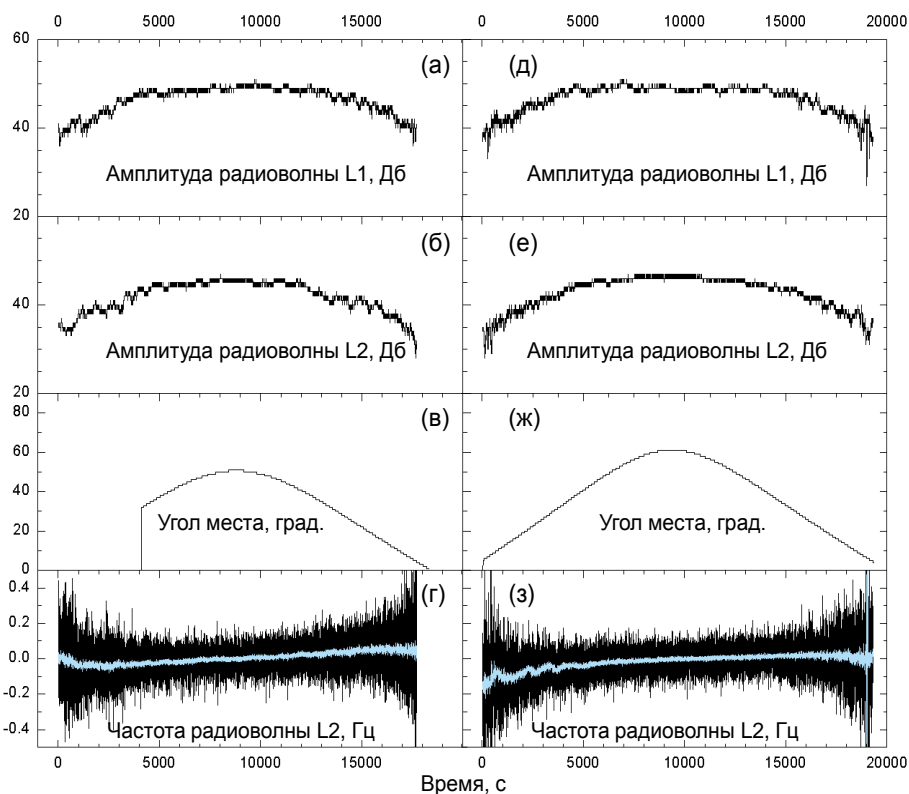 0 5000 10000 15000 0 5000 10000 15000 20000
60 (а) (д)
40
Амплитуда радиоволны L1, Дб Амплитуда радиоволны L1, Дб
20
(б) (е)
40
Амплитуда радиоволны L2, Дб Амплитуда радиоволны L2, Дб
20
80 (в) (ж)
60
40
20 Угол места, град. Угол места, град.
0
0.4 (г) (з)
0.2
0.0
-0.2
-0.4 Частота радиоволны L2, Гц Частота радиоволны L2, Гц
0 5000 10000 15000 0 5000 10000 15000 20000
Время, с